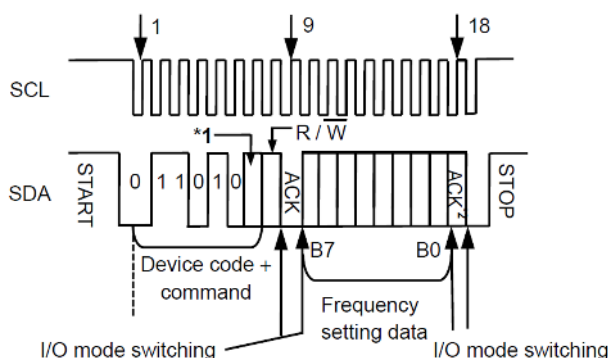 1 9 18
SCL
*1 R / W
SDA START 0 1 1 0 1 0 ACK ACK*2 STOP
B7 B0
Device code +
command
Frequency
setting data
I/O mode switching I/O mode switching